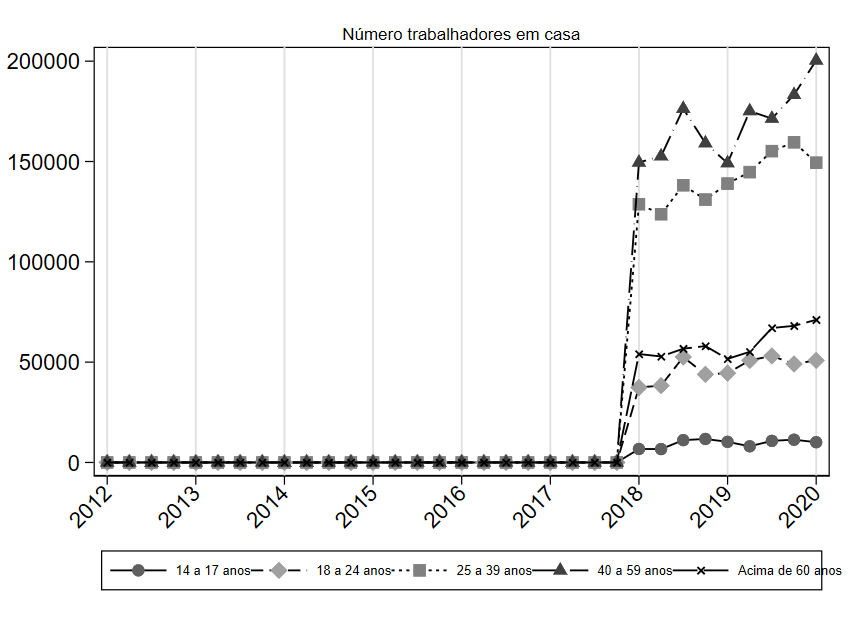 Número trabalhadores em casa
200000
150000
100000
50000
0
2012 2013 2014 2015 2016 2017 2018 2019 2020
14 a 17 anos 18 a 24 anos 25 a 39 anos 40 a 59 anos Acima de 60 anos